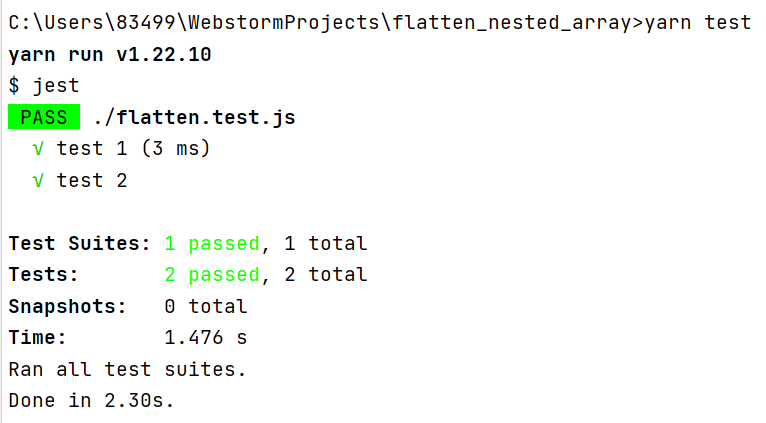 C:\Users\83499\WebstormProjects\flatten_nested_array>yarn test
yarn run v1.22.10
$ jest
PASS ./flatten.test.js
√ test 1 (3 ms)
√ test 2
Test Suites: 1 passed, 1 total
Tests: 2 passed, 2 total
Snapshots: 0 total
Time: 1.476 s
Ran all test suites.
Done in 2.30s.